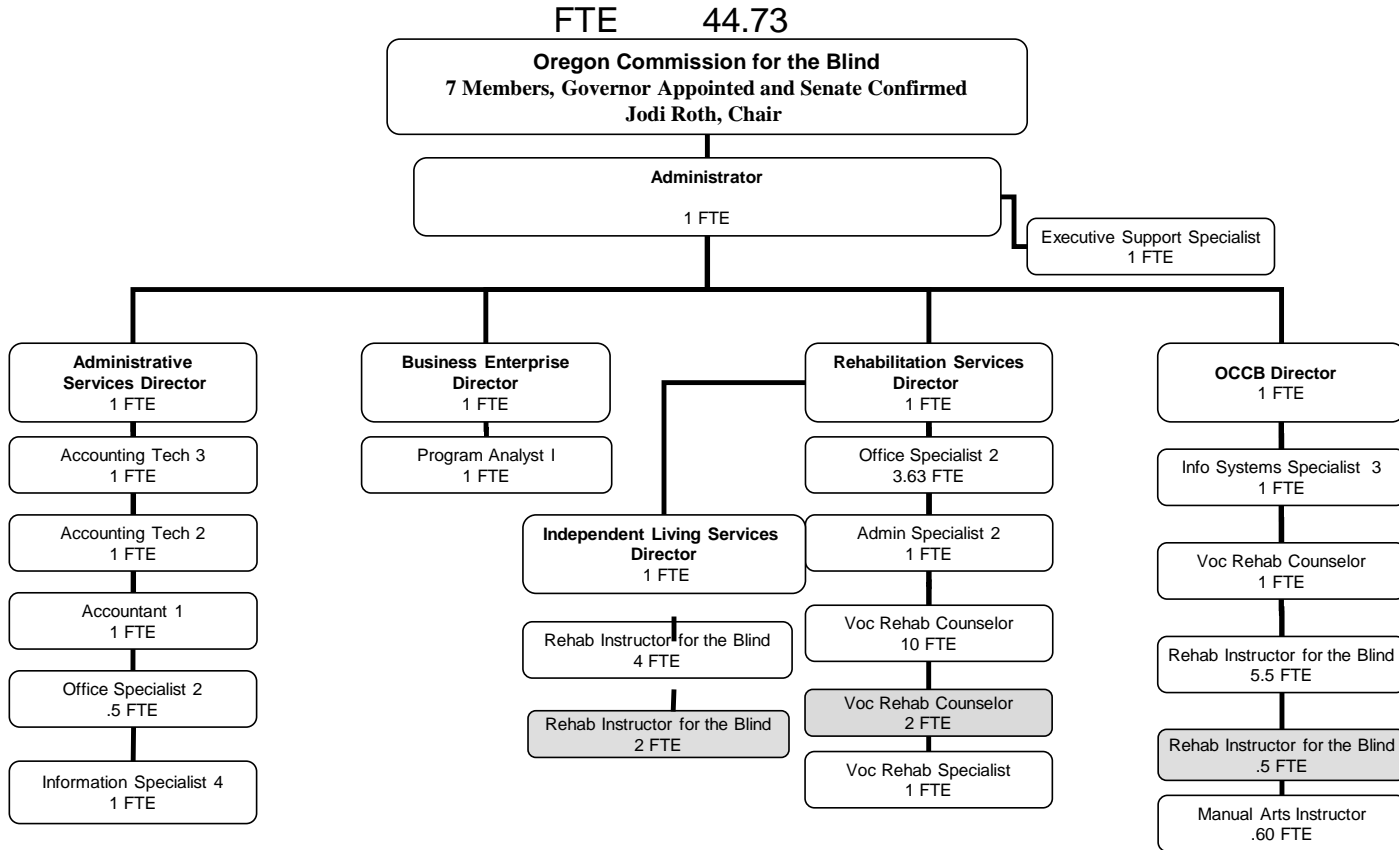 FTE 44.73
Oregon Commission for the Blind
7 Members, Governor Appointed and Senate Confirmed
Jodi Roth, Chair
Administrator
1 FTE
Executive Support Specialist
1 FTE
Administrative
Services Director
1 FTE
Accounting Tech 3
1 FTE
Accounting Tech 2
1 FTE
Accountant 1
1 FTE
Office Specialist 2
.5 FTE
Information Specialist 4
1 FTE
Business Enterprise
Director
1 FTE
Program Analyst I
1 FTE
Rehabilitation Services
Director
1 FTE
Independent Living Services
Director
1 FTE
Rehab Instructor for the Blind
4 FTE
Rehab Instructor for the Blind
2 FTE
Office Specialist 2
3.63 FTE
Admin Specialist 2
1 FTE
Voc Rehab Counselor
10 FTE
Voc Rehab Counselor
2 FTE
Voc Rehab Specialist
1 FTE
OCCB Director
1 FTE
Info Systems Specialist 3
1 FTE
Voc Rehab Counselor
1 FTE
Rehab Instructor for the Blind
5.5 FTE
Rehab Instructor for the Blind
.5 FTE
Manual Arts Instructor
.60 FTE